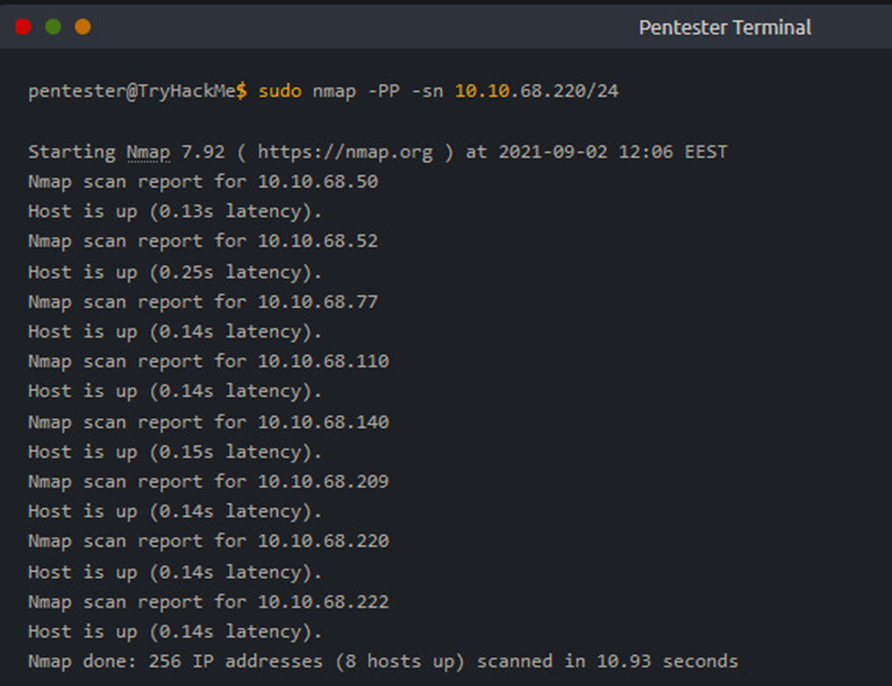 Pentester Terminal
pentester@TryHackMe$ sudo nmap -PP -sn 10.10.68.220/24
Starting Nmap 7.92 ( https://nmap.org ) at 2021-09-02 12:06 EEST
Nmap scan report for 10.10.68.50
Host is up (0.13s latency).
Nmap scan report for 10.10.68.52
Host is up (0.25s latency).
Nmap scan report for 10.10.68.77
Host is up (0.14s latency).
Nmap scan report for 10.10.68.110
Host is up (0.14s latency).
Nmap scan report for 10.10.68.140
Host is up (0.15s latency).
Nmap scan report for 10.10.68.209
Host is up (0.14s latency).
Nmap scan report for 10.10.68.220
Host is up (0.14s latency).
Nmap scan report for 10.10.68.222
Host is up (0.14s latency).
Nmap done: 256 IP addresses (8 hosts up) scanned in 10.93 seconds